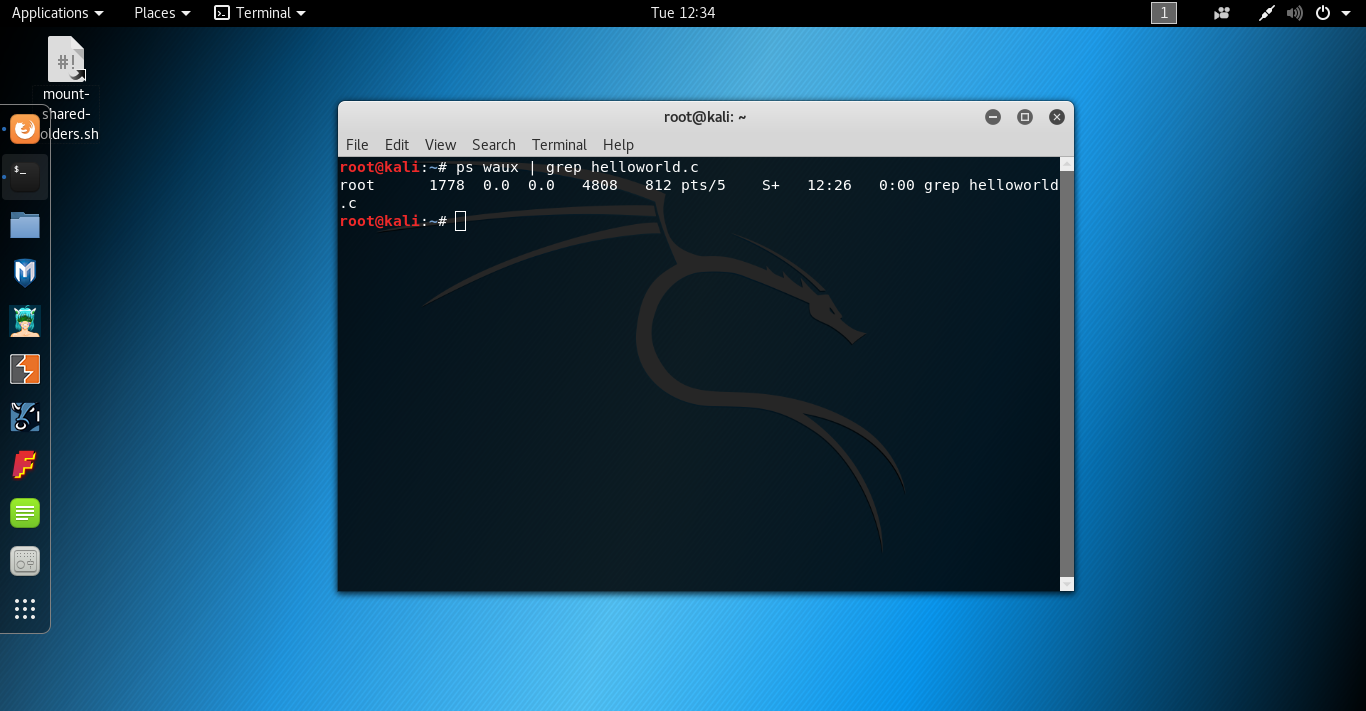 Applications Places Terminal Tue 12:34 1
#!
mount-
shared-
olders.sh
root@kali: ~
File Edit View Search Terminal Help
root@kali:~# ps waux | grep helloworld.c
root      1778  0.0  0.0   4808   812 pts/5    S+   12:26   0:00 grep helloworld
.c
root@kali:~#
$_
M
F